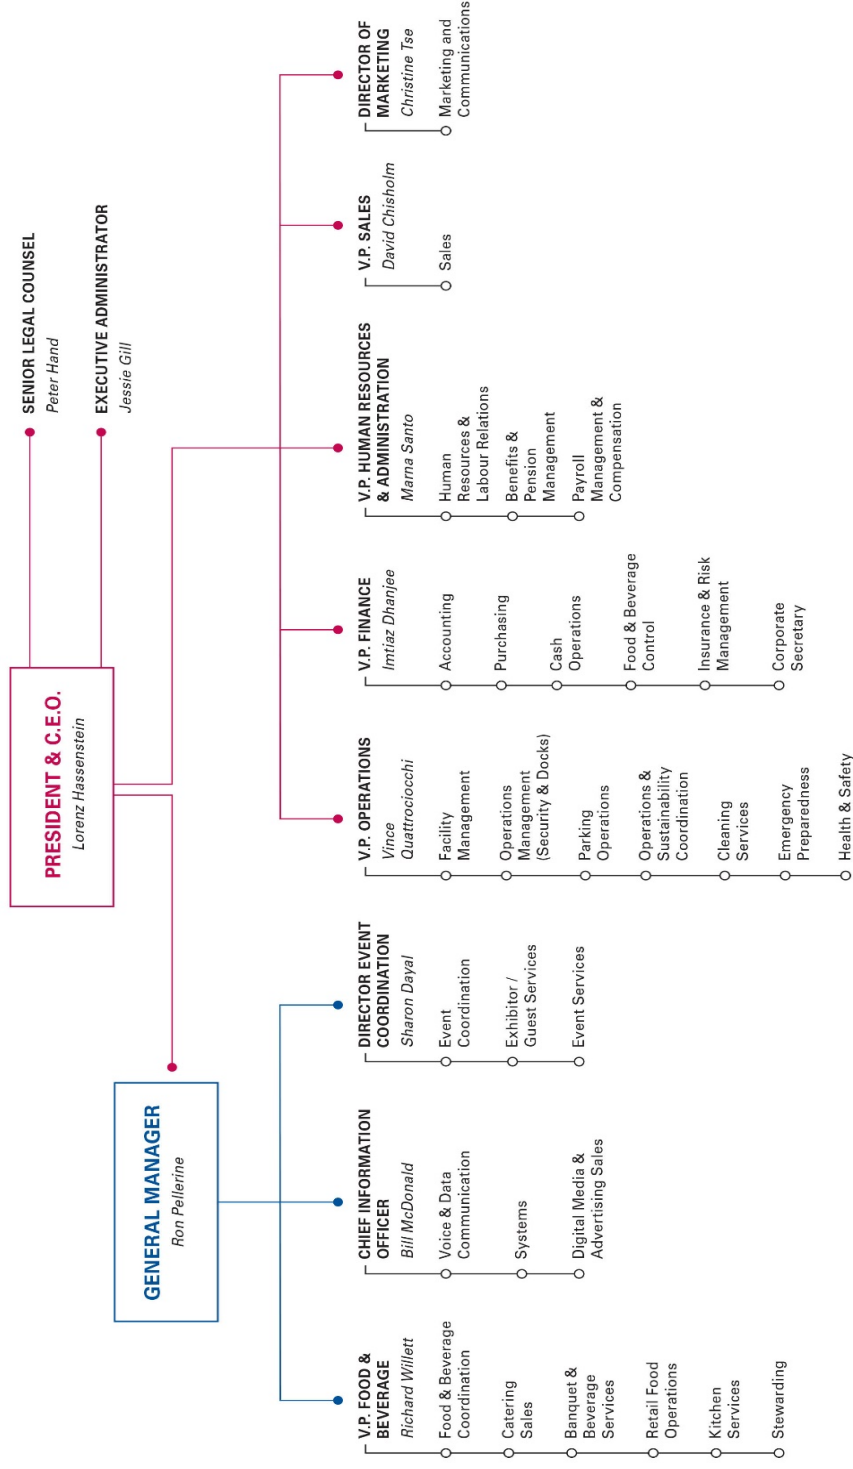 PRESIDENT & C.E.O.
Lorenz Hassenstein
SENIOR LEGAL COUNSEL
Peter Hand
EXECUTIVE ADMINISTRATOR
Jessie Gill
GENERAL MANAGER
Ron Pellerine
V.P. FOOD &
BEVERAGE
Richard Willett
Food & Beverage
Coordination
Catering
Sales
Banquet &
Beverage
Services
Retail Food
Operations
Kitchen
Services
Stewarding
CHIEF INFORMATION
OFFICER
Bill McDonald
Voice & Data
Communication
Systems
Digital Media &
Advertising Sales
DIRECTOR EVENT
COORDINATION
Sharon Dayal
Event
Coordination
Exhibitor /
Guest Services
Event Services
V.P. OPERATIONS
Vince
Quattrociocchi
Facility
Management
Operations
Management
(Security & Docks)
Parking
Operations
Operations &
Sustainability
Coordination
Cleaning
Services
Emergency
Preparedness
Health & Safety
V.P. FINANCE
Imtiaz Dhanjee
Accounting
Purchasing
Cash
Operations
Food & Beverage
Control
Insurance & Risk
Management
Corporate
Secretary
V.P. HUMAN RESOURCES
& ADMINISTRATION
Marna Santo
Human
Resources &
Labour Relations
Benefits &
Pension
Management
Payroll
Management &
Compensation
V.P. SALES
David Chisholm
Sales
DIRECTOR OF
MARKETING
Christine Tse
Marketing and
Communications